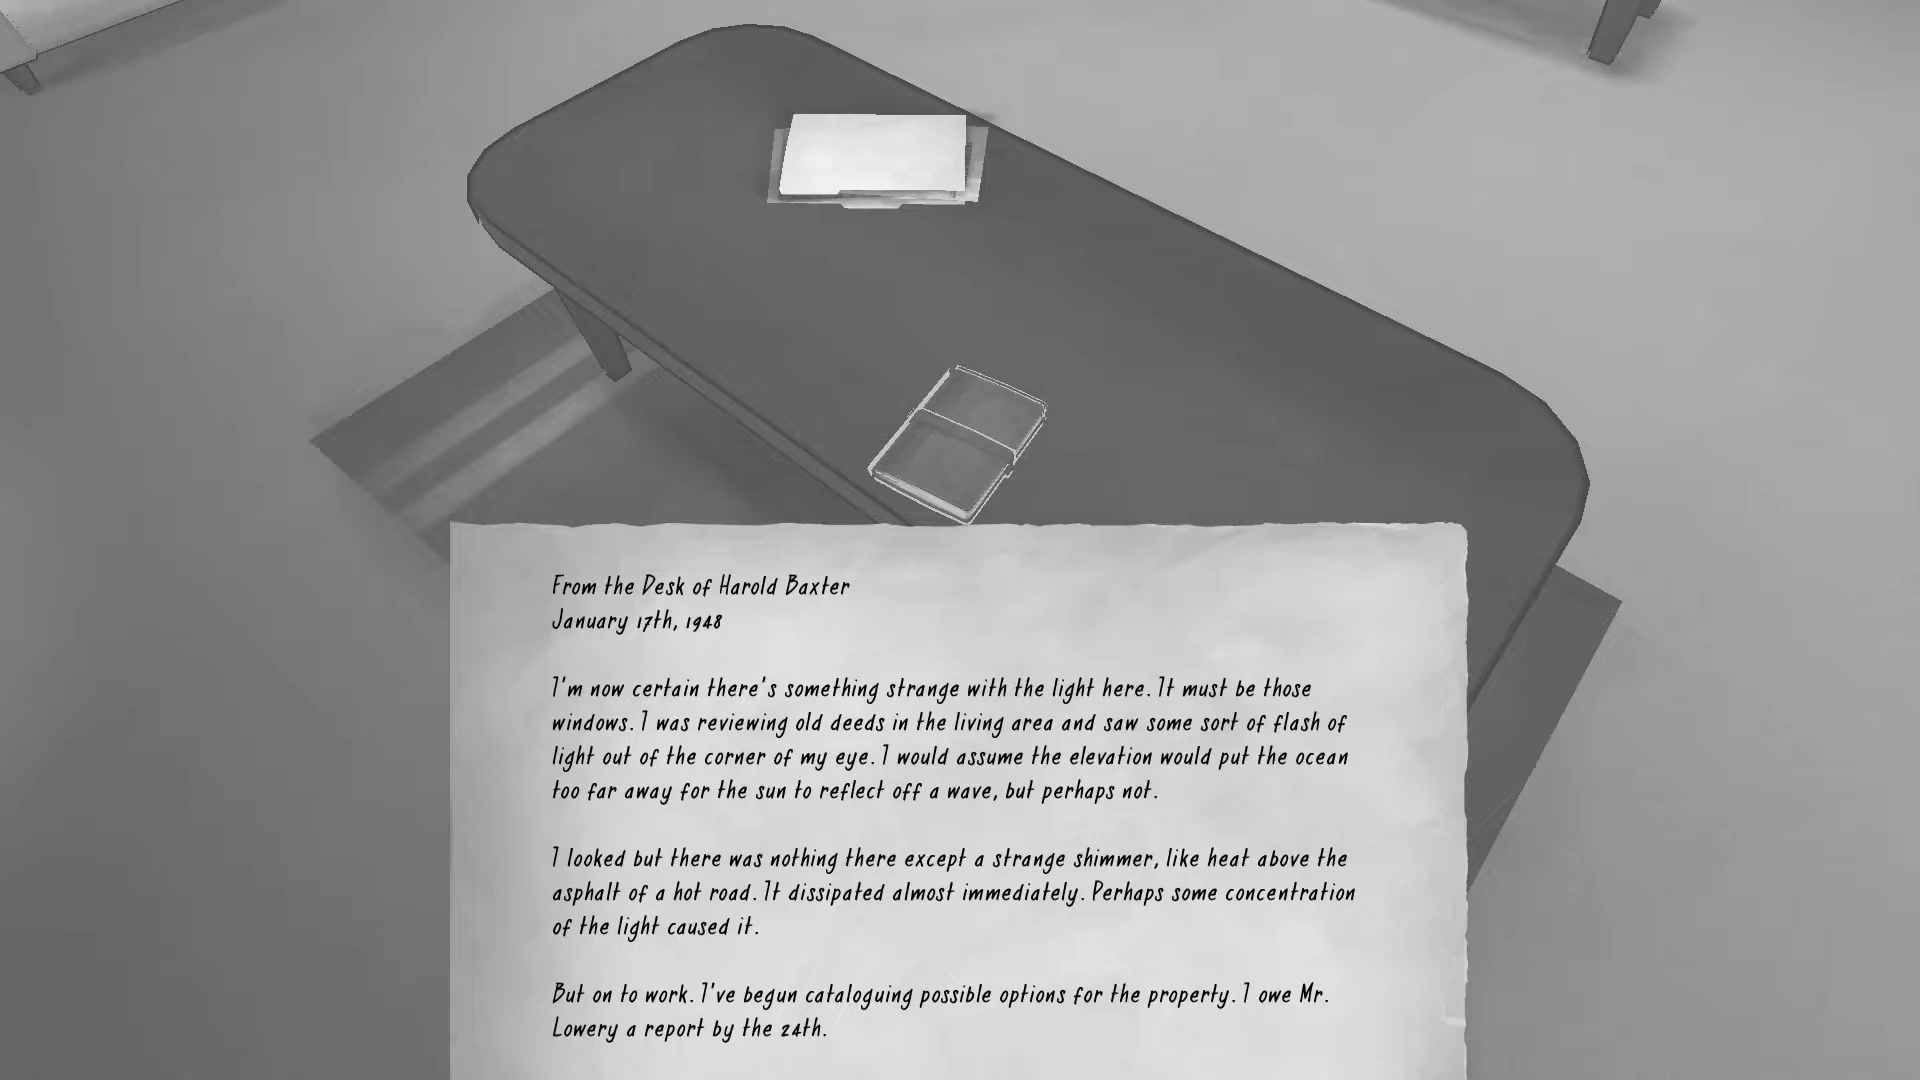 From the Desk of Harold Baxter
January 17th, 1948
I'm now certain there's something strange with the light here. It must be those
windows. I was reviewing old deeds in the living area and saw some sort of flash of
light out of the corner of my eye. I would assume the elevation would put the ocean
too far away for the sun to reflect off a wave, but perhaps not.
I looked but there was nothing there except a strange shimmer, like heat above the
asphalt of a hot road. It dissipated almost immediately. Perhaps some concentration
of the light caused it.
But on to work. I've begun cataloguing possible options for the property. I owe Mr.
Lowery a report by the 24th.